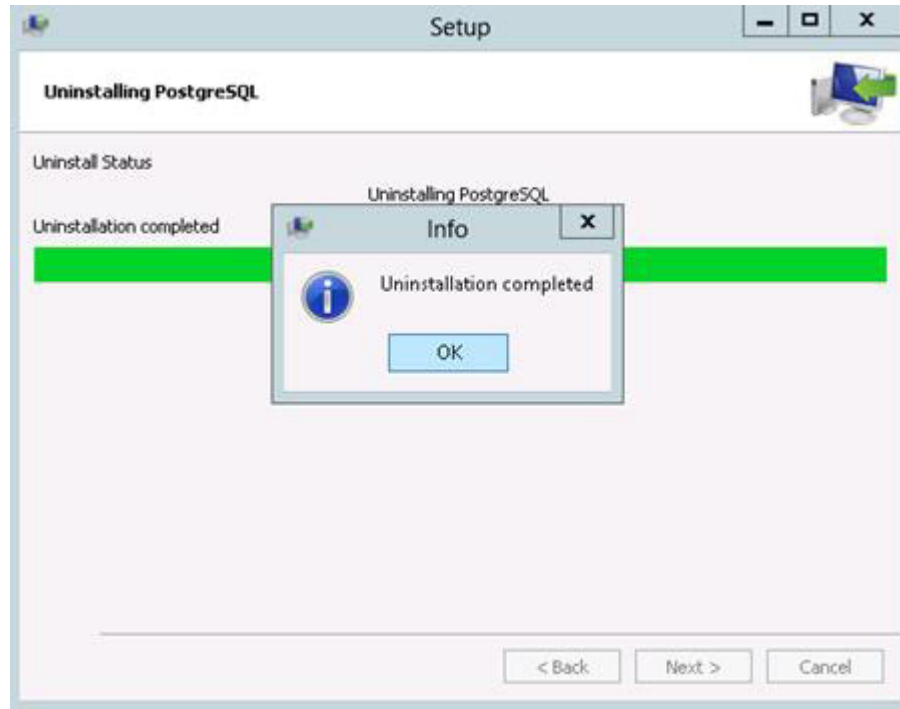 Setup
Uninstalling PostgreSQL
Uninstall Status
Uninstalling PostgreSQL
Uninstallation completed
Info
Uninstallation completed
OK
< Back
Next >
Cancel